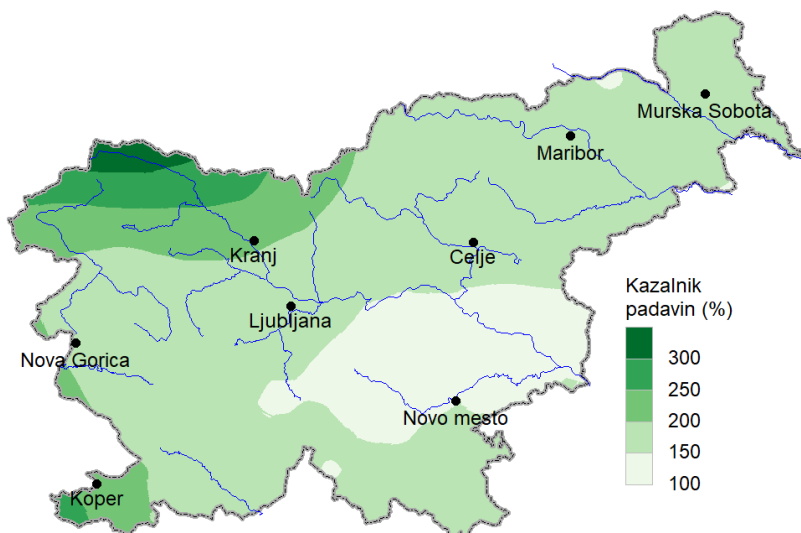 Murska Sobota
Maribor
Kranj
Celje
Ljubljana
Nova Gorica
Novo mesto
Koper
Kazalnik
padavin (%)
300
250
200
150
100